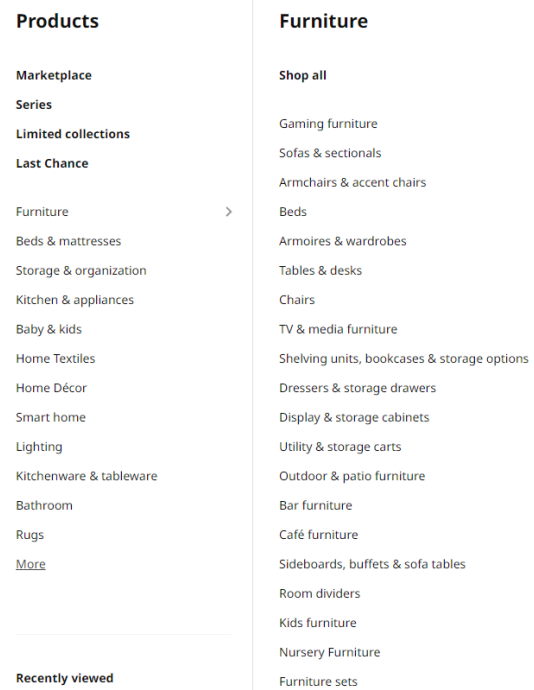 Products
Marketplace
Series
Limited collections
Last Chance
Furniture
Beds & mattresses
Storage & organization
Kitchen & appliances
Baby & kids
Home Textiles
Home Décor
Smart home
Lighting
Kitchenware & tableware
Bathroom
Rugs
More
Recently viewed
Furniture
Shop all
Gaming furniture
Sofas & sectionals
Armchairs & accent chairs
Beds
Armoires & wardrobes
Tables & desks
Chairs
TV & media furniture
Shelving units, bookcases & storage options
Dressers & storage drawers
Display & storage cabinets
Utility & storage carts
Outdoor & patio furniture
Bar furniture
Café furniture
Sideboards, buffets & sofa tables
Room dividers
Kids furniture
Nursery Furniture
Furniture sets